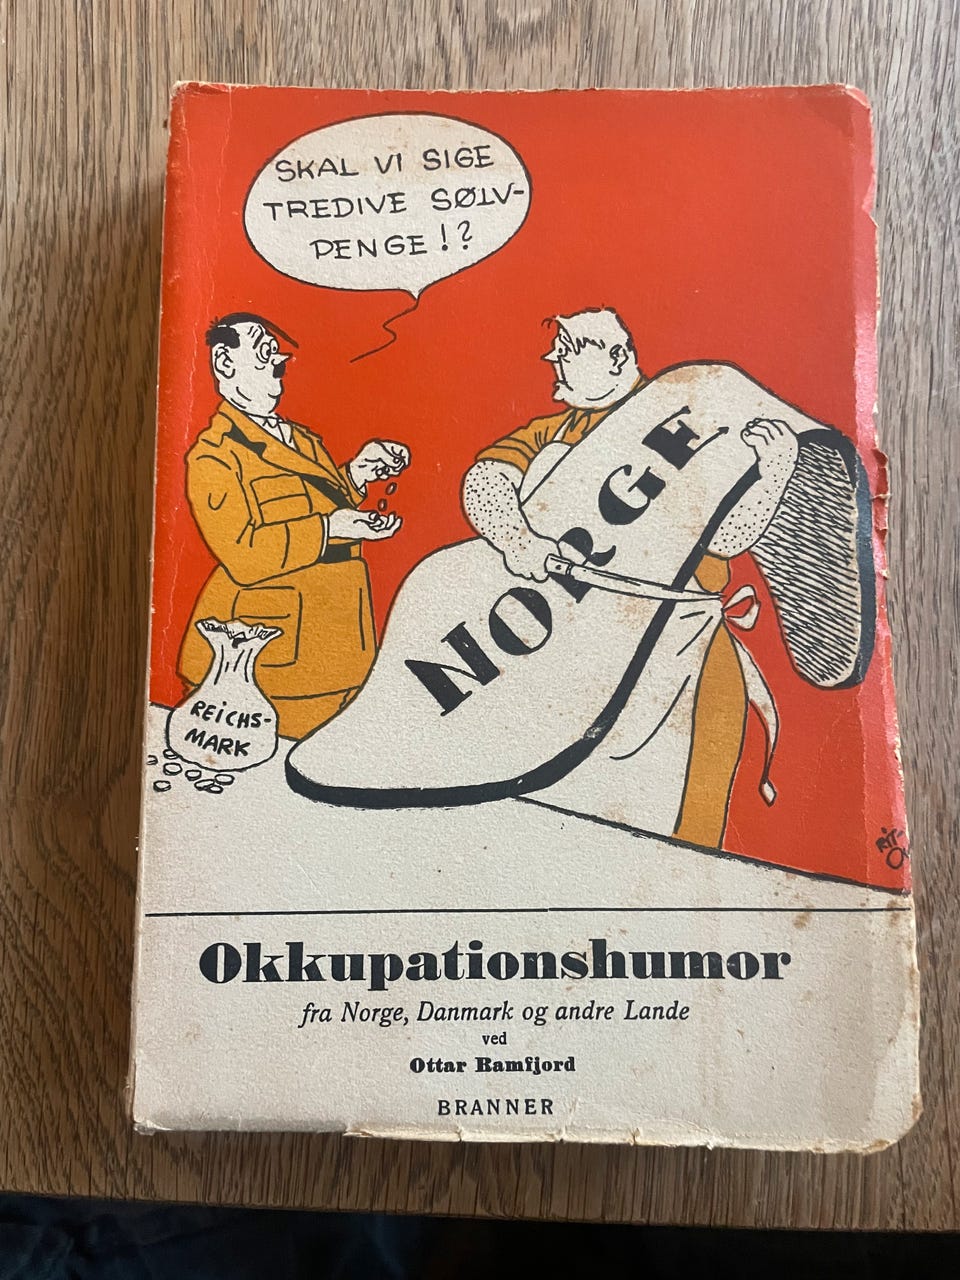 SKAL VI SIGE
TREDIVE SØLV-
PENGE!?
NORGE
REICHS-
MARK
Okkupationshumor
fra Norge, Danmark og andre Lande
ved
Ottar Ramfjord
BRANNER